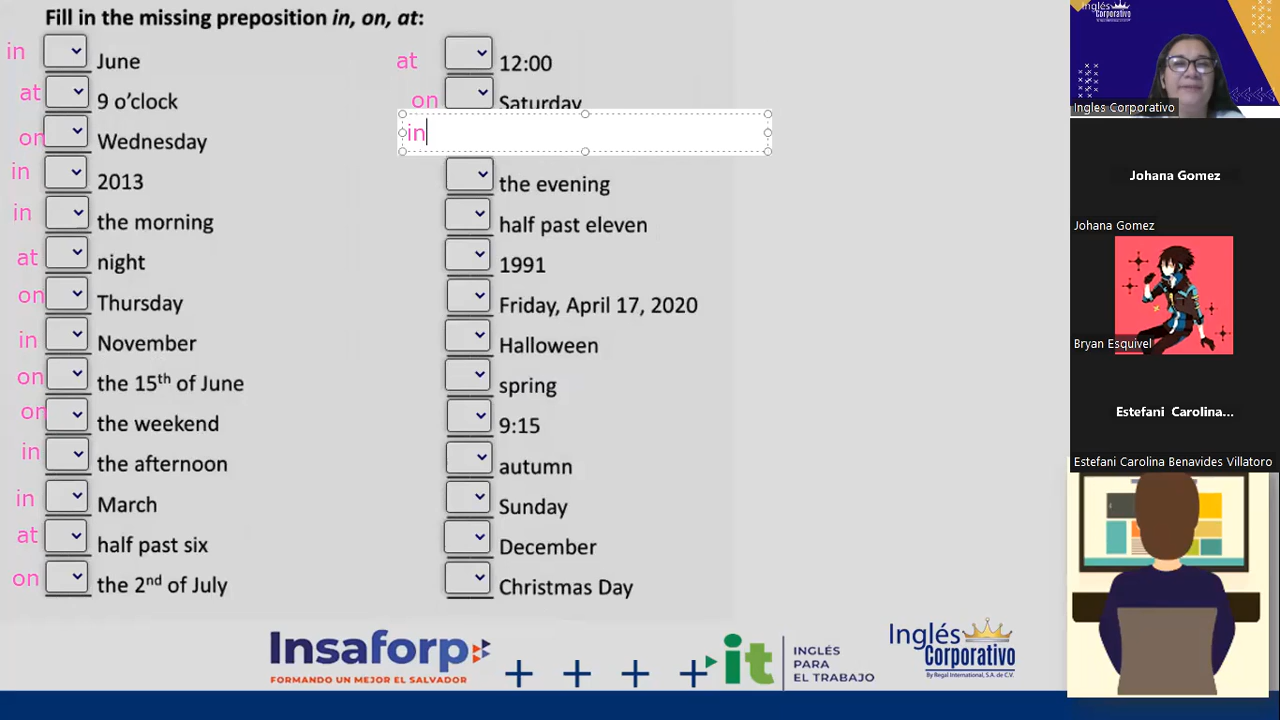 Fill in the missing preposition in, on, at:
in June
at 9 o'clock
on Wednesday
in 2013
in the morning
at night
on Thursday
in November
on the 15th of June
on the weekend
in the afternoon
in March
at half past six
on the 2nd of July
at 12:00
on Saturday
in
the evening
half past eleven
1991
Friday, April 17, 2020
Halloween
spring
9:15
autumn
Sunday
December
Christmas Day
Insaforp
FORMANDO UN MEJOR EL SALVADOR
it
INGLÉS
PARA
EL TRABAJO
Inglés
Corporativo
By Regal International, S.A. de C.V.
Inglés
Corporativo
Ingles Corporativo
Johana Gomez
Johana Gomez
Bryan Esquivel
Estefani Carolina...
Estefani Carolina Benavides Villatoro